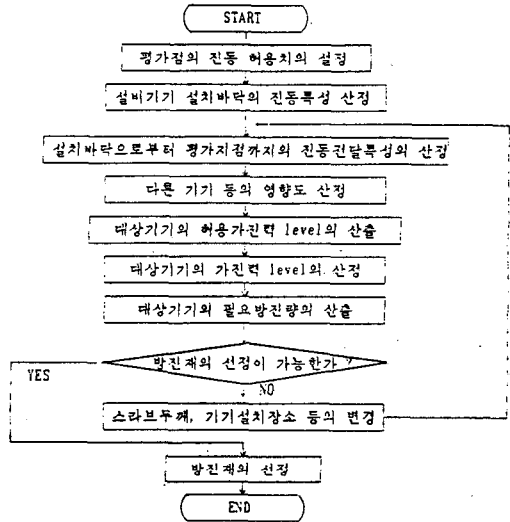 START
평가점의 진동 허용치의 설정
설비기기 설치바닥의 진동특성 산정
설치바닥으로부터 평가지점까지의 진동전달특성의 산정
다른 기기 등의 영향도 산정
대상기기의 허용가진력 level의 산출
대상기기의 가진력 level의 산정
대상기기의 필요방진량의 산출
방진재의 선정이 가능한가 ?
YES
NO
스라브두께, 기기설치장소 등의 변경
방진재의 선정
END